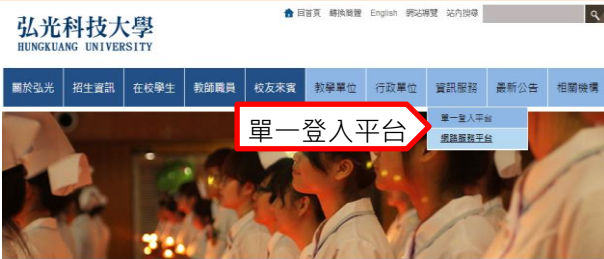 弘光科技大學
HUNGKUANG UNIVERSITY
回首頁 轉換簡體 English 網站導覽 站內搜尋
關於弘光 招生資訊 在校學生 教師職員 校友來賓 教學單位 行政單位 資訊服務 最新公告 相關機構
單一登入平台
單一登入平台
網路服務平台